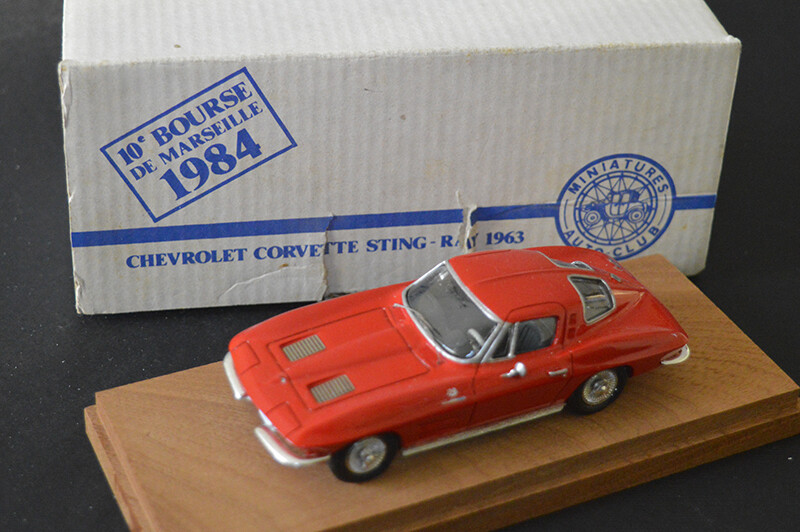 10e BOURSE
DE MARSEILLE
1984
MINIATURES
AUTO-CLUB
CHEVROLET CORVETTE STING-RAY 1963